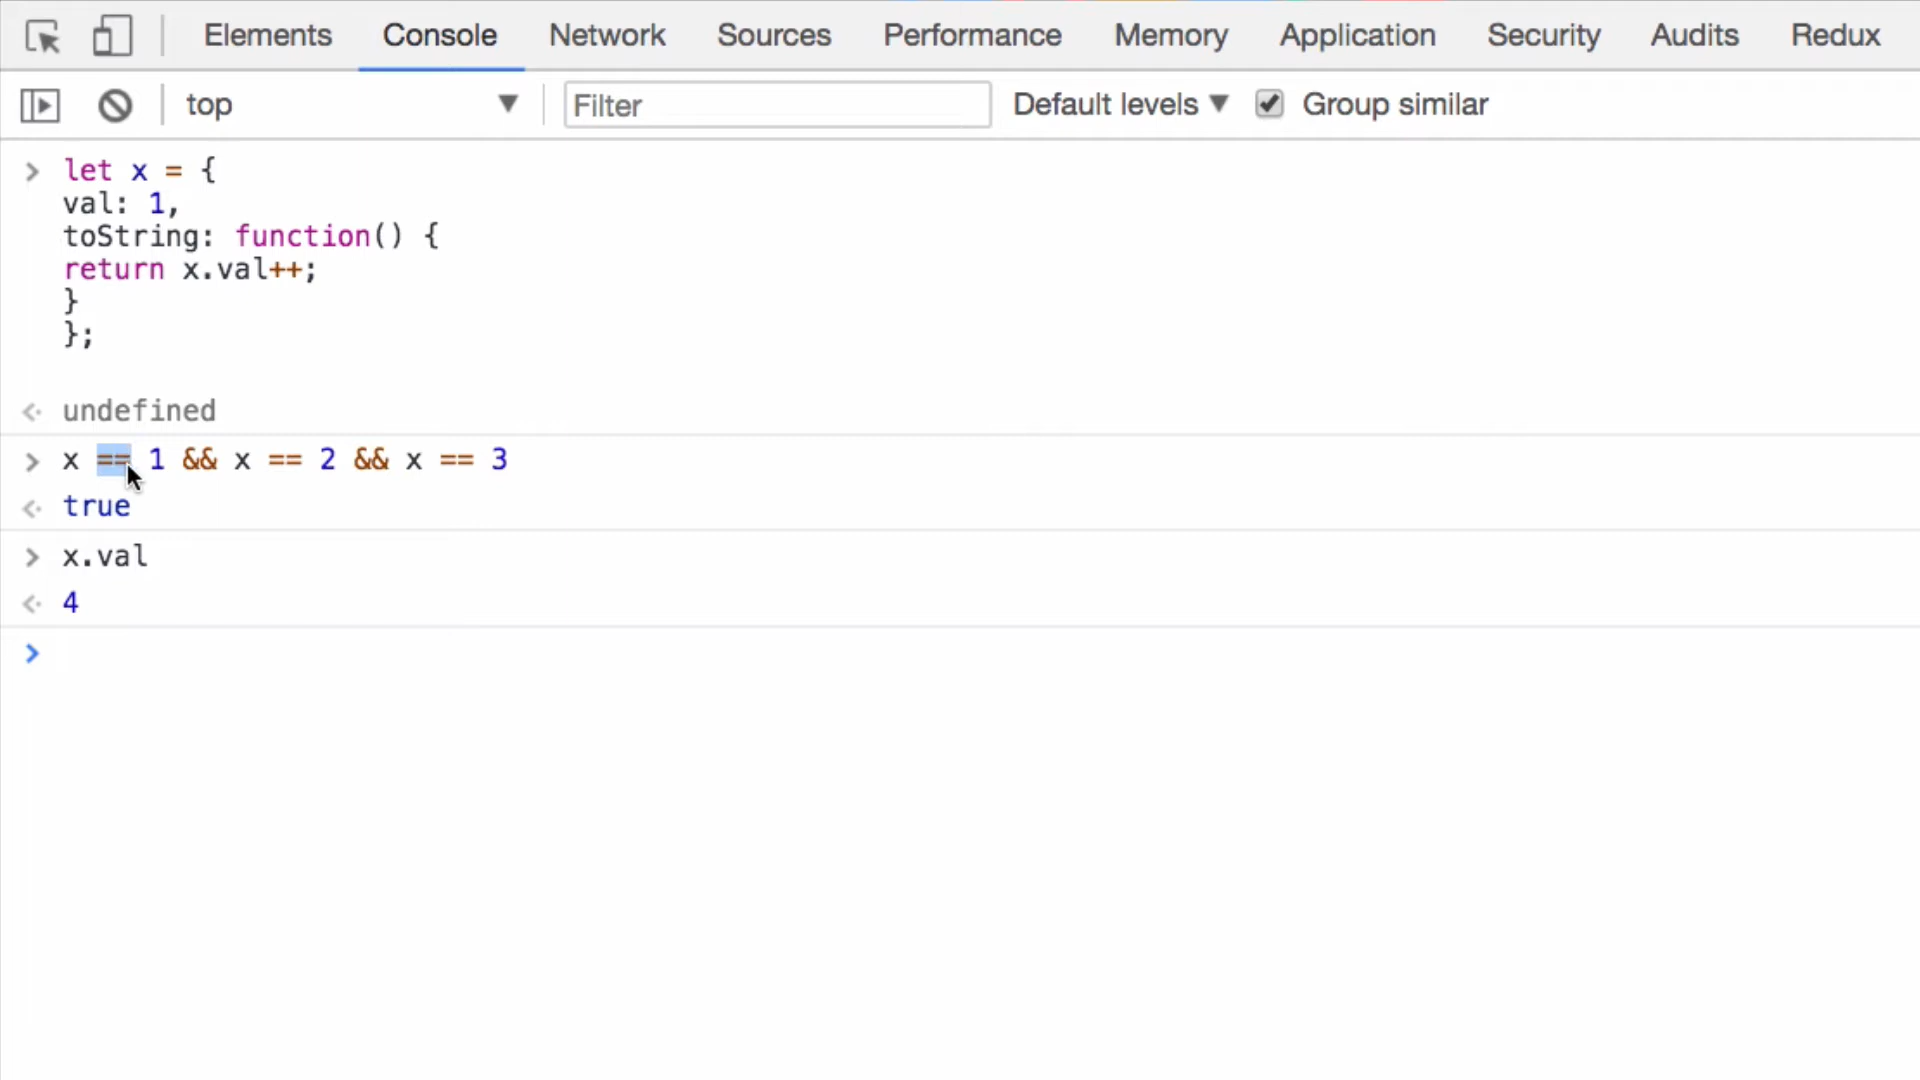 Elements Console Network Sources Performance Memory Application Security Audits Redux
top Filter Default levels Group similar
> let x = {
val: 1,
toString: function() {
return x.val++;
}
};
undefined
> x == 1 && x == 2 && x == 3
true
> x.val
4
>